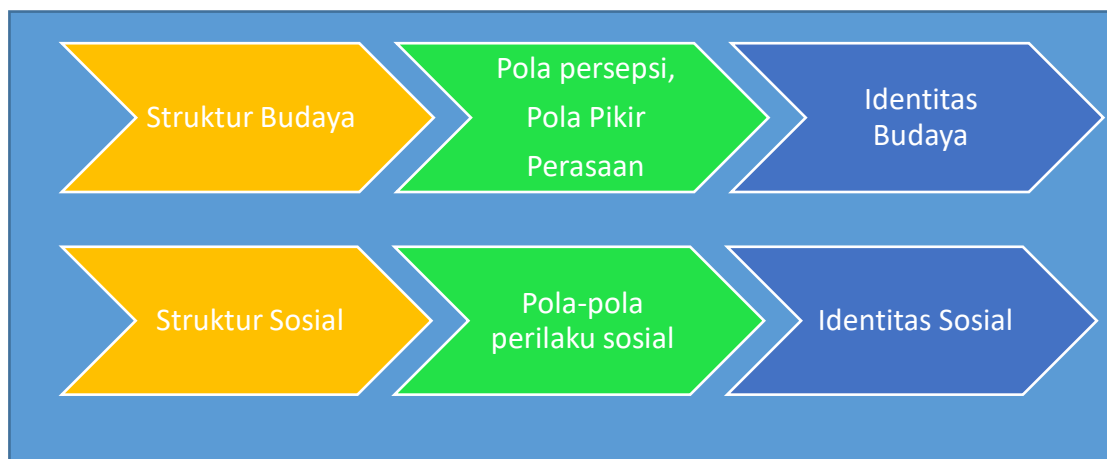 Struktur Budaya
Pola persepsi,
Pola Pikir
Perasaan
Identitas
Budaya
Struktur Sosial
Pola-pola
perilaku sosial
Identitas Sosial